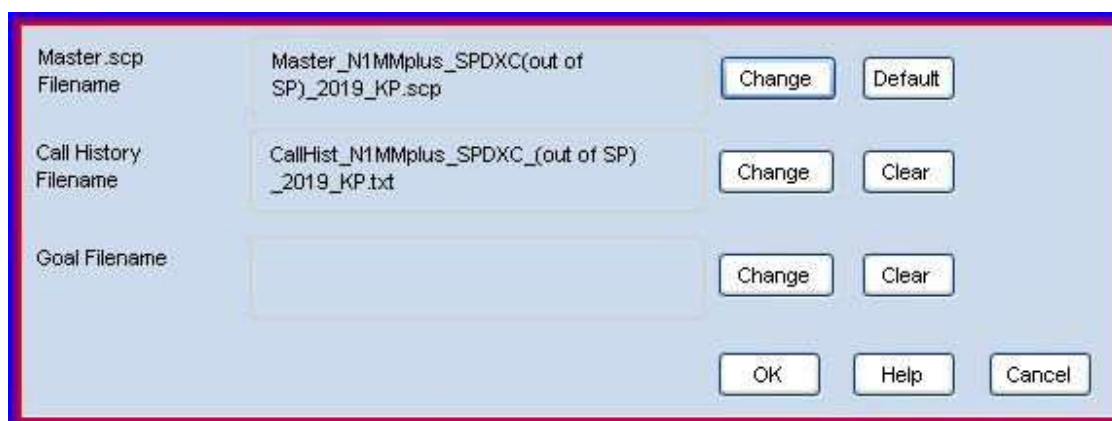 Master.scp
Filename
Master_N1MMplus_SPDXC(out of
SP)_2019_KP.scp
Change
Default
Call History
Filename
CallHist_N1MMplus_SPDXC_(out of SP)
_2019_KP.txt
Change
Clear
Goal Filename
Change
Clear
OK
Help
Cancel